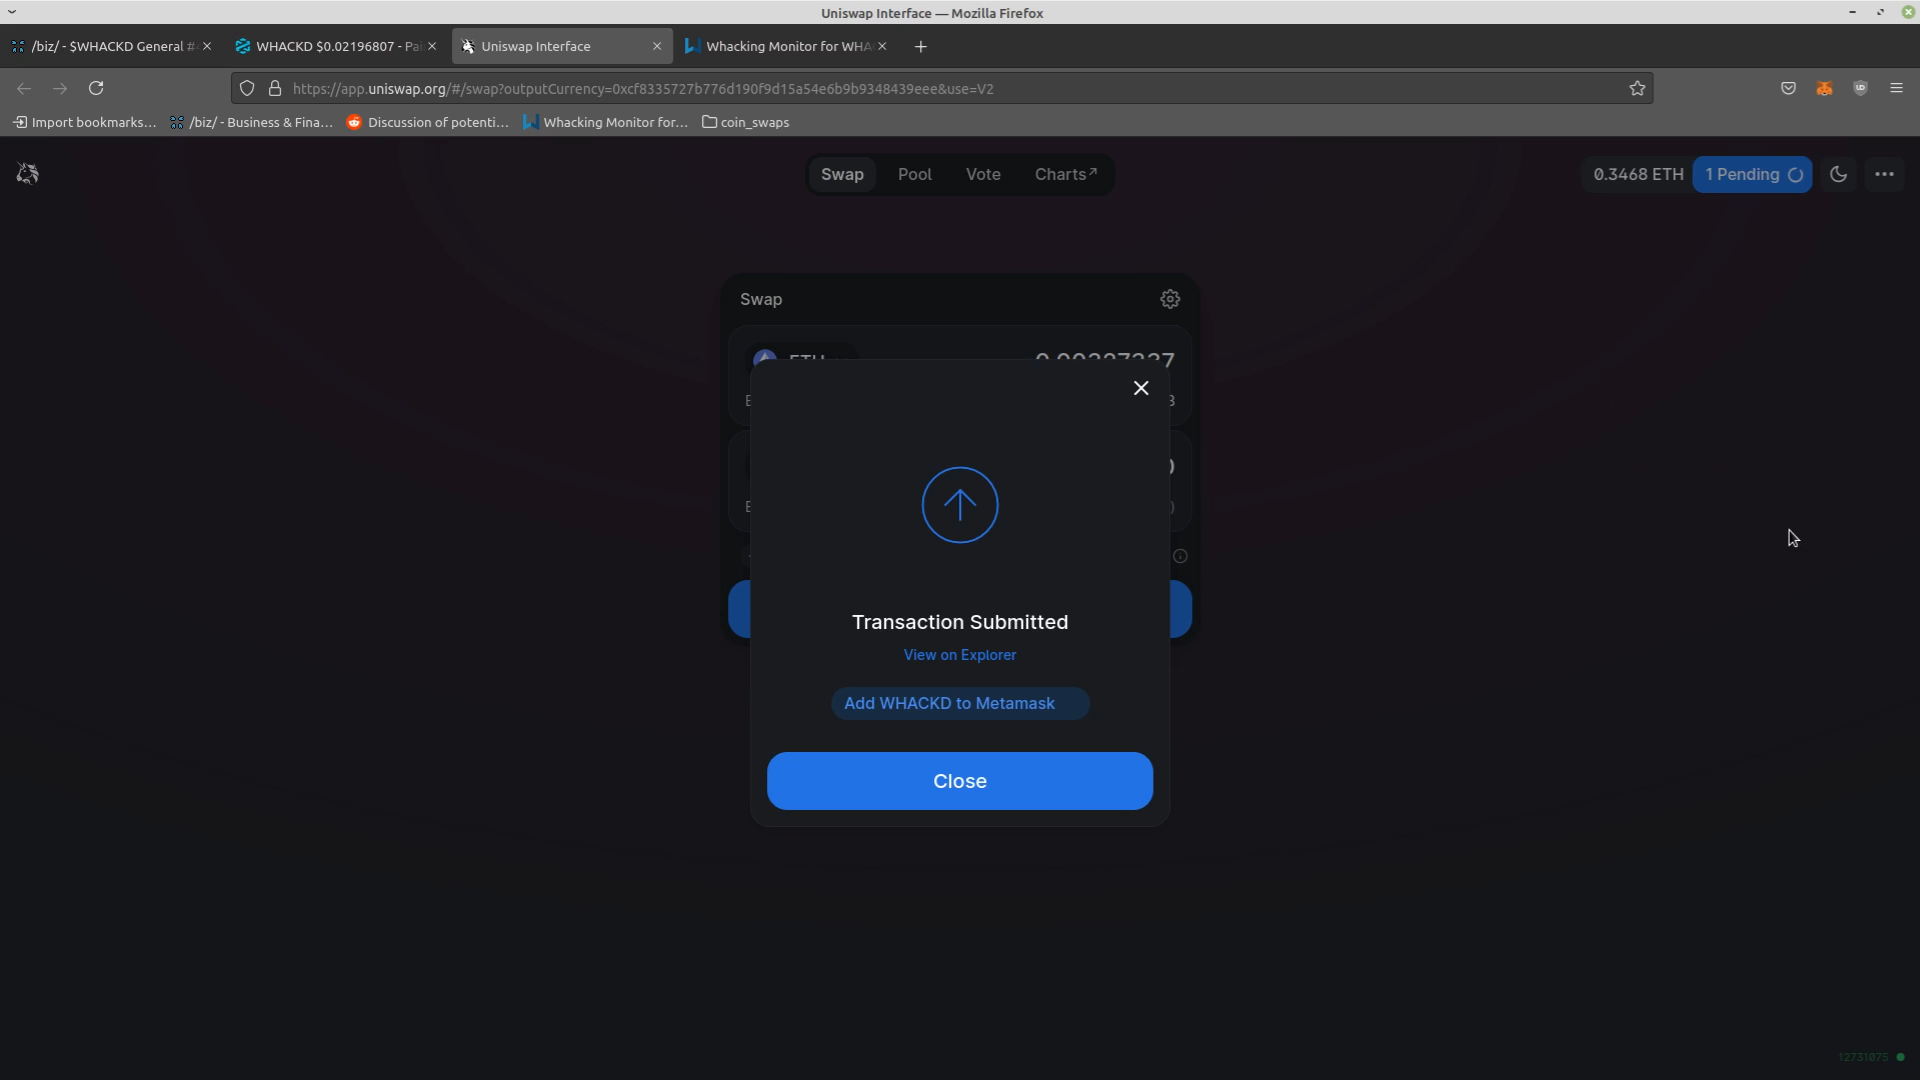 Uniswap Interface — Mozilla Firefox
/biz/ - $WHACKD General #
WHACKD $0.02196807 - Pai
Uniswap Interface
Whacking Monitor for WHA
https://app.uniswap.org/#/swap?outputCurrency=0xcf8335727b776d190f9d15a54e6b9b9348439eee&use=V2
Import bookmarks...
/biz/ - Business & Fina...
Discussion of potenti...
Whacking Monitor for...
coin_swaps
Swap
Pool
Vote
Charts↗
0.3468 ETH
1 Pending
Swap
ETH
Transaction Submitted
View on Explorer
Add WHACKD to Metamask
Close
12731075